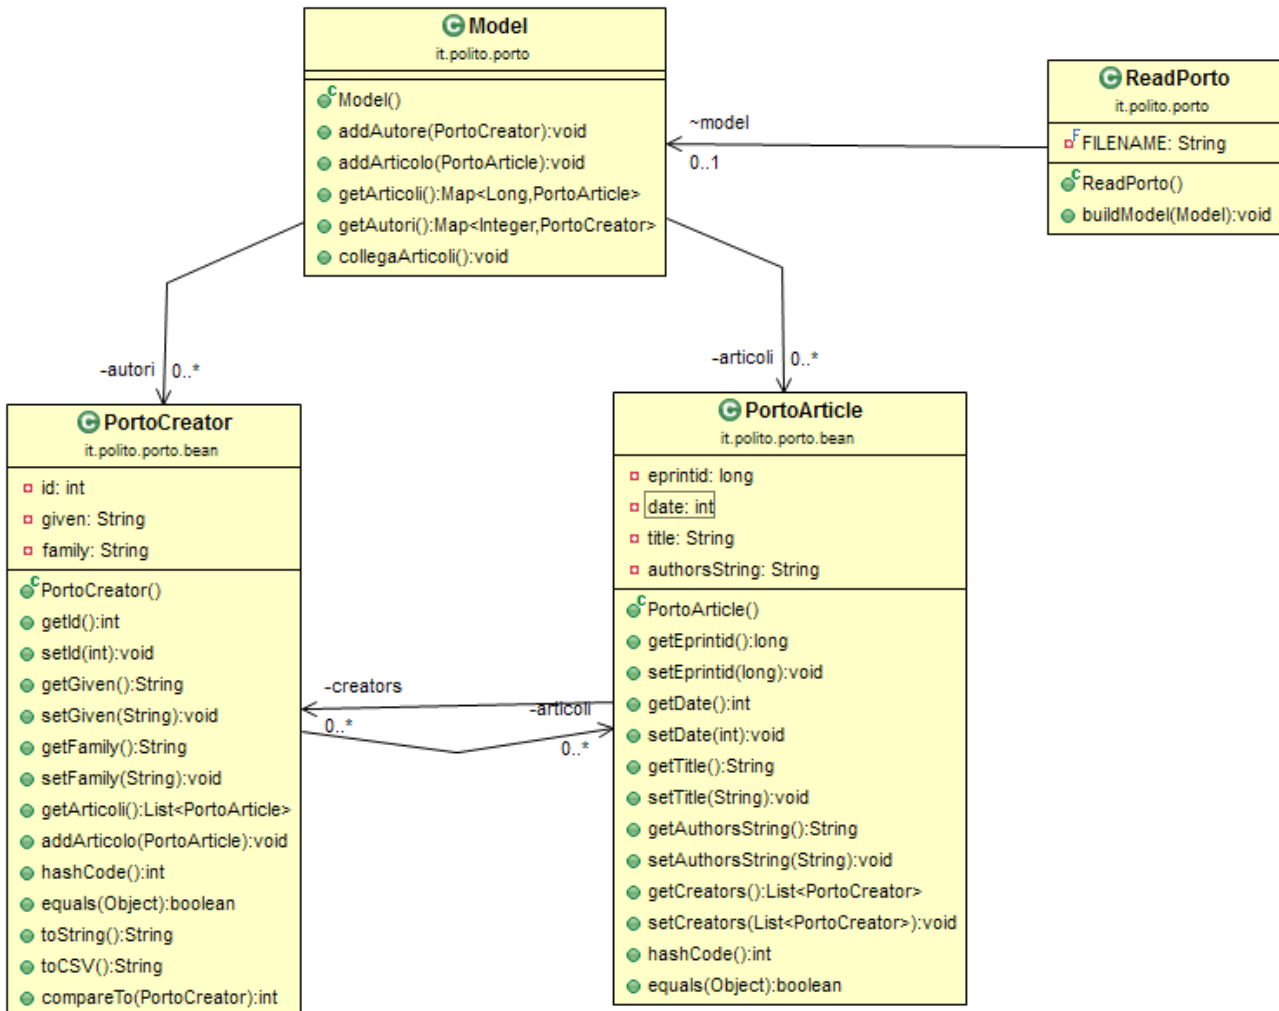 Model
it.polito.porto
Model()
addAutore(PortoCreator):void
addArticolo(PortoArticle):void
getArticoli():Map<Long,PortoArticle>
getAutori():Map<Integer,PortoCreator>
collegaArticoli():void
ReadPorto
it.polito.porto
FILENAME: String
ReadPorto()
buildModel(Model):void
~model
0..1
-autori
0..*
-articoli
0..*
PortoCreator
it.polito.porto.bean
id: int
given: String
family: String
PortoCreator()
getId():int
setId(int):void
getGiven():String
setGiven(String):void
getFamily():String
setFamily(String):void
getArticoli():List<PortoArticle>
addArticolo(PortoArticle):void
hashCode():int
equals(Object):boolean
toString():String
toCSV():String
compareTo(PortoCreator):int
-creators
0..*
-articoli
0..*
PortoArticle
it.polito.porto.bean
eprintid: long
date: int
title: String
authorsString: String
PortoArticle()
getEprintid():long
setEprintid(long):void
getDate():int
setDate(int):void
getTitle():String
setTitle(String):void
getAuthorsString():String
setAuthorsString(String):void
getCreators():List<PortoCreator>
setCreators(List<PortoCreator>):void
hashCode():int
equals(Object):boolean